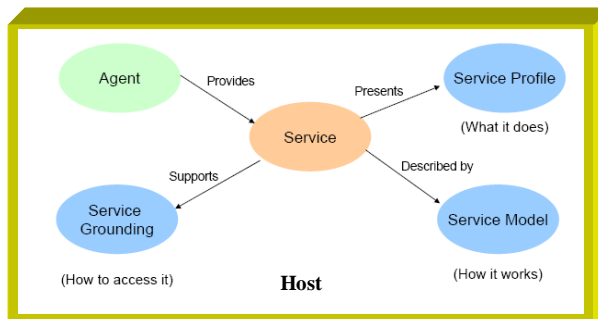 Agent
Provides
Service
Presents
Service Profile
(What it does)
Supports
Described by
Service
Grounding
(How to access it)
Service Model
(How it works)
Host